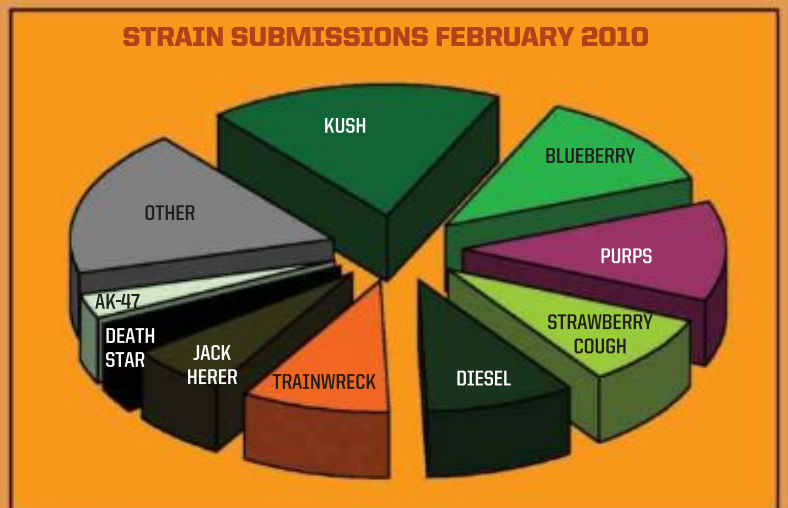 STRAIN SUBMISSIONS FEBRUARY 2010
KUSH
BLUEBERRY
OTHER
PURPS
AK-47
STRAWBERRY
COUGH
DEATH
STAR
JACK
HERER
TRAINWRECK
DIESEL